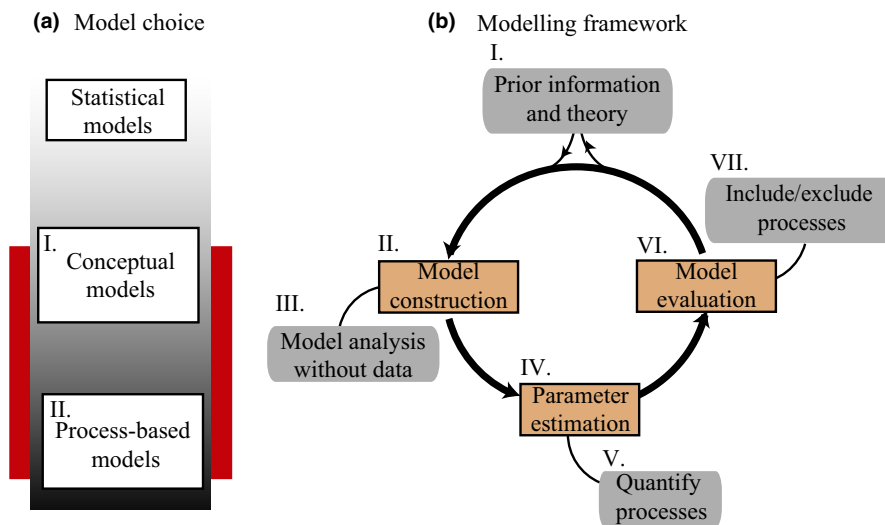 (a) Model choice
Statistical
models
I.
Conceptual
models
II.
Process-based
models
(b) Modelling framework
I.
Prior information
and theory
II.
Model
construction
III.
Model analysis
without data
IV.
Parameter
estimation
V.
Quantify
processes
VI.
Model
evaluation
VII.
Include/exclude
processes